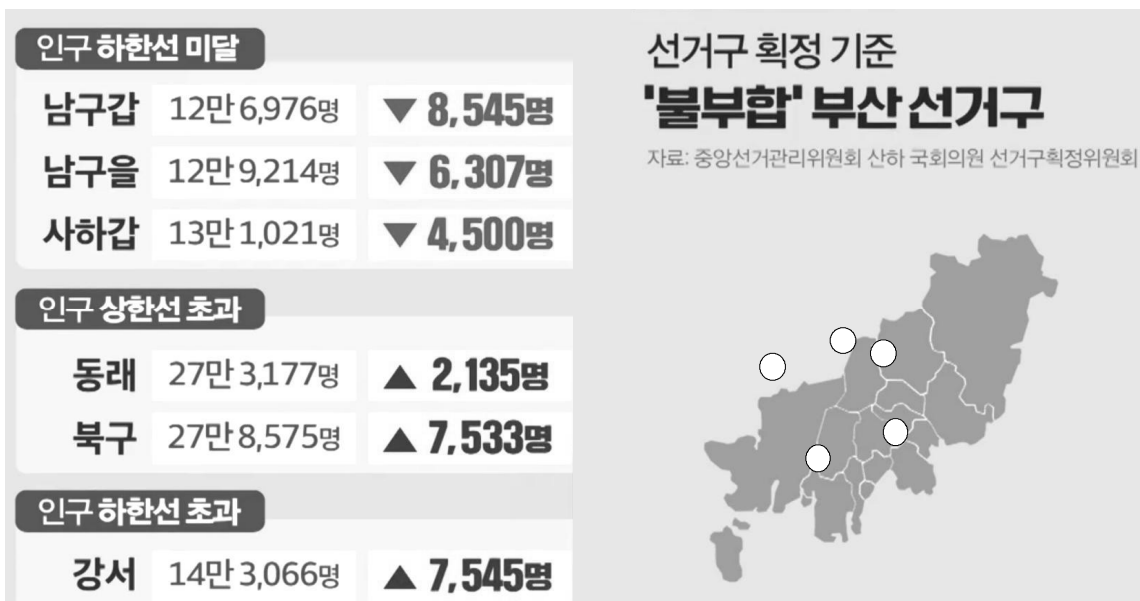 인구 하한선 미달
남구갑 12만 6,976명 ▼ 8,545명
남구을 12만 9,214명 ▼ 6,307명
사하갑 13만 1,021명 ▼ 4,500명
인구 상한선 초과
동래 27만 3,177명 ▲ 2,135명
북구 27만 8,575명 ▲ 7,533명
인구 하한선 초과
강서 14만 3,066명 ▲ 7,545명
선거구 획정 기준
'불부합' 부산 선거구
자료: 중앙선거관리위원회 산하 국회의원 선거구획정위원회